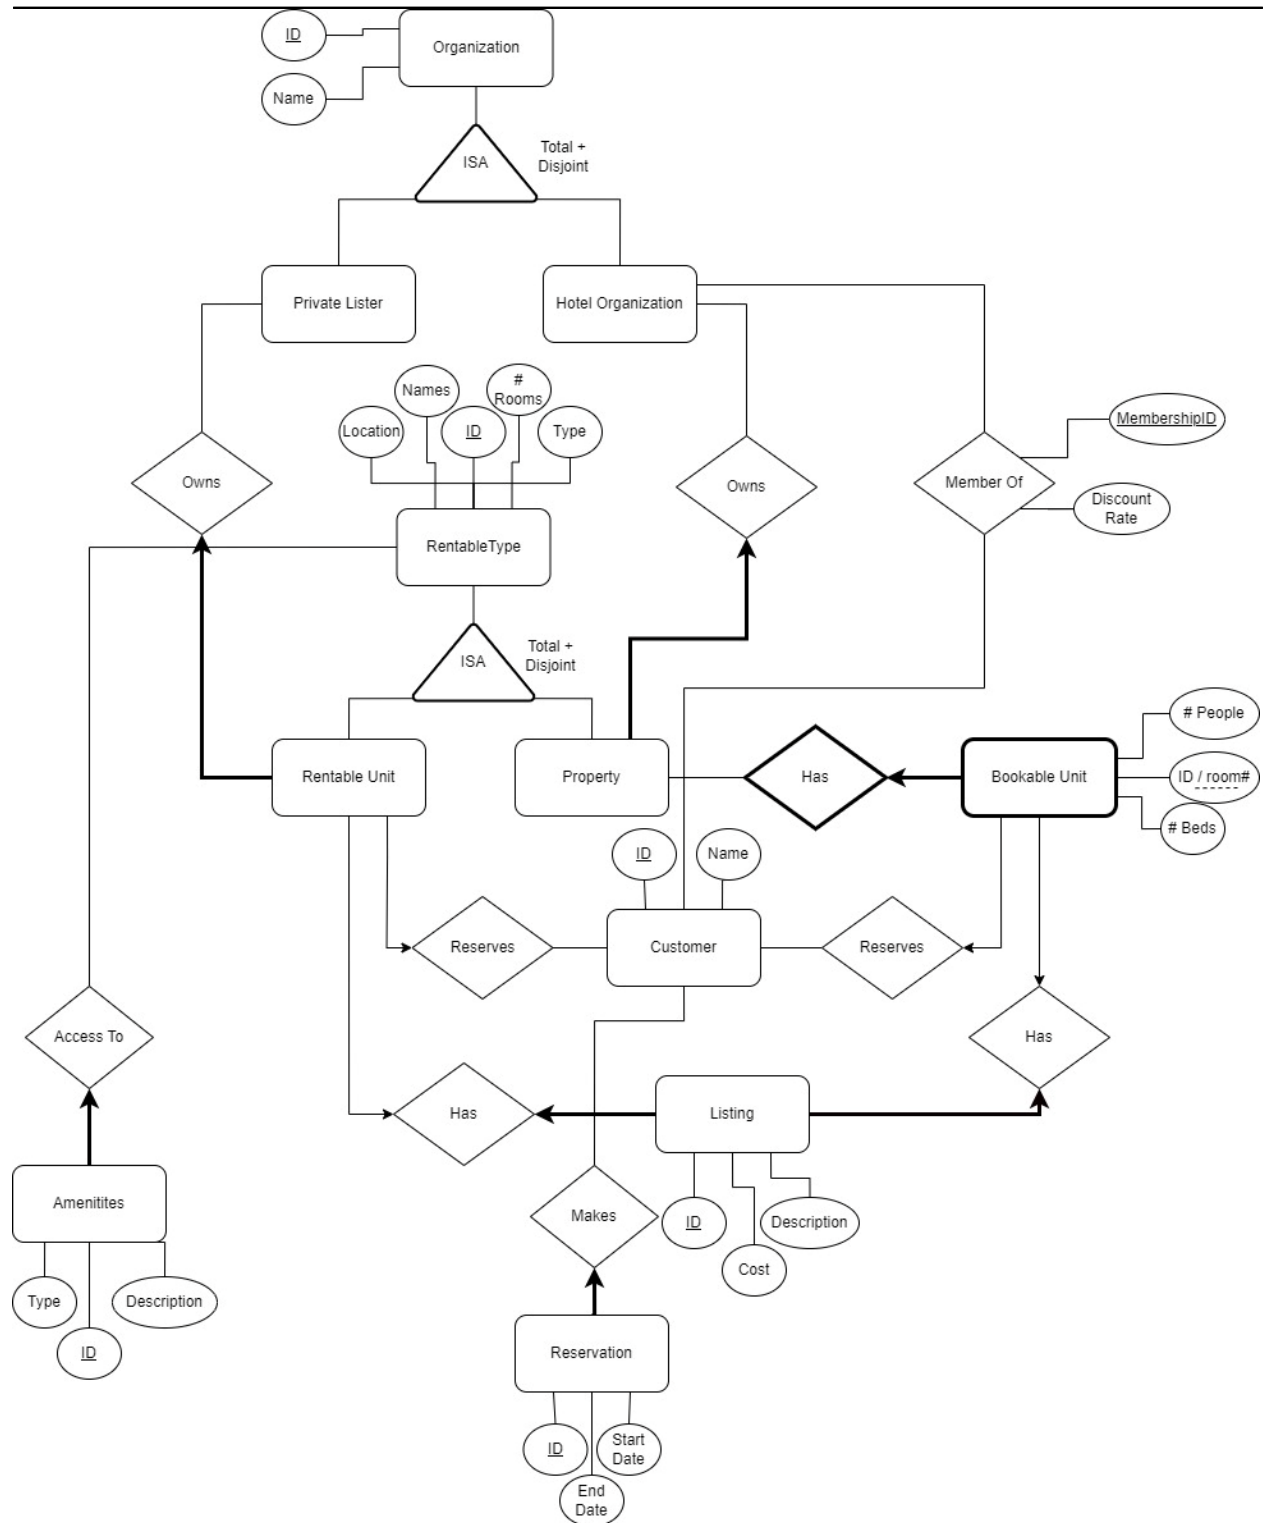 ID
Organization
Name
ISA
Total +
Disjoint
Private Lister
Hotel Organization
Names
#
Rooms
Location
ID
Type
MembershipID
Owns
Owns
Member Of
Discount
Rate
RentableType
ISA
Total +
Disjoint
# People
Rentable Unit
Property
Has
Bookable Unit
ID / room#
# Beds
ID
Name
Reserves
Customer
Reserves
Access To
Has
Has
Listing
Amenitites
Makes
ID
Description
Cost
Type
Description
ID
Reservation
ID
Start
Date
End
Date